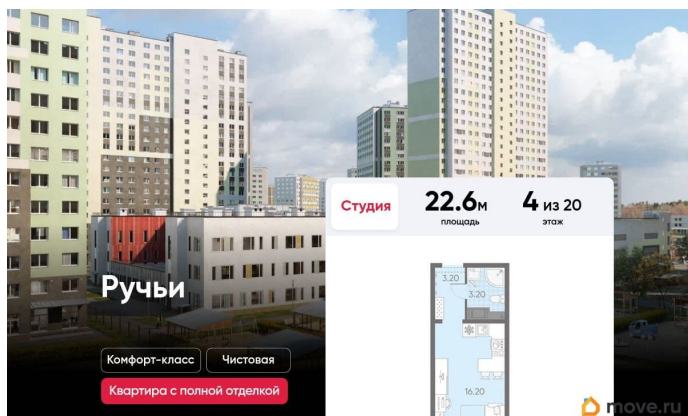 Студия
22.6м
площадь
4 из 20
этаж
Ручьи
3.20
3.20
Комфорт-класс
Чистовая
Квартира с полной отделкой
16.20
move.ru